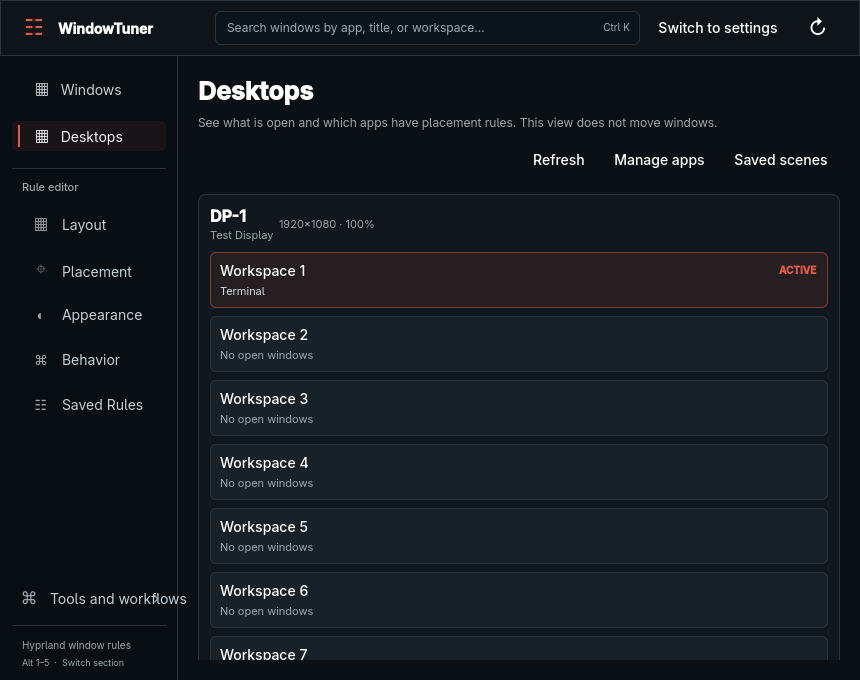 WindowTuner
Search windows by app, title, or workspace...
Ctrl K
Switch to settings
Windows
Desktops
Rule editor
Layout
Placement
Appearance
Behavior
Saved Rules
Tools and workflows
Hyprland window rules
Alt 1–5 · Switch section
Desktops
See what is open and which apps have placement rules. This view does not move windows.
Refresh
Manage apps
Saved scenes
DP-1
1920×1080 · 100%
Test Display
Workspace 1
ACTIVE
Terminal
Workspace 2
No open windows
Workspace 3
No open windows
Workspace 4
No open windows
Workspace 5
No open windows
Workspace 6
No open windows
Workspace 7